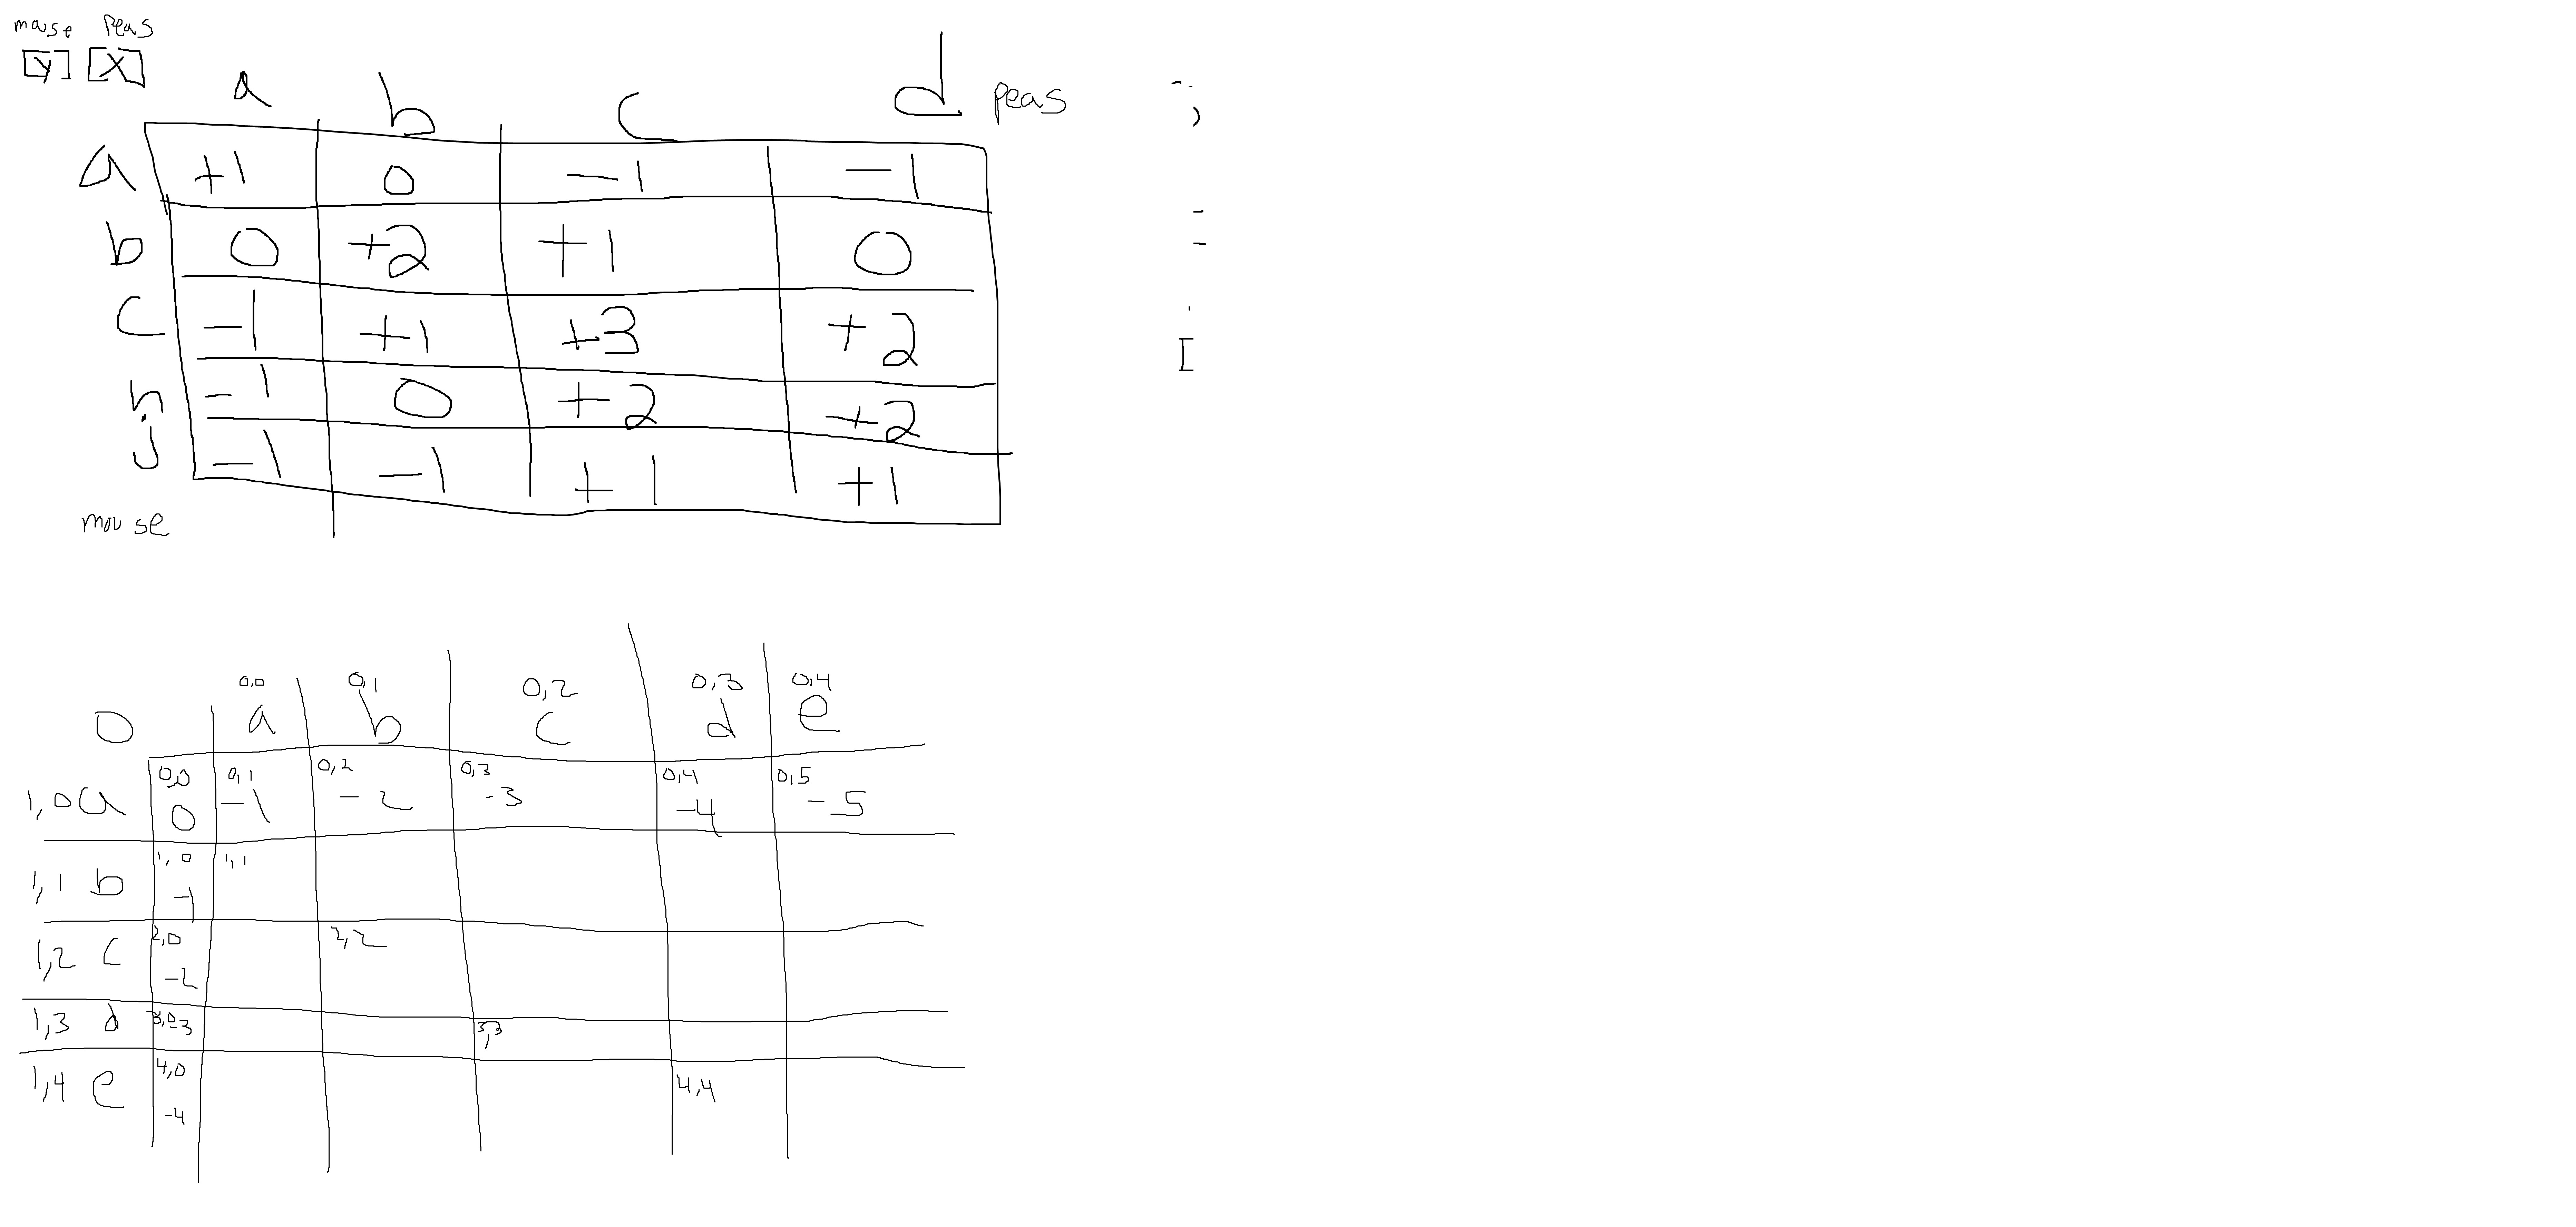 mouse peas
[y] [x]
a b c d peas
a +1 0 -1 -1
b 0 +2 +1 0
c -1 +1 +3 +2
h -1 0 +2 +2
j -1 -1 +1 +1
mouse
;
=
[
0,0 0,1 0,2 0,3 0,4
0 a b c d e
0,0 0,1 0,2 0,3 0,4 0,5
1,0 a 0 -1 -2 -3 -4 -5
1,0 1,1
1,1 b -1
2,0 2,2
1,2 c -2
1,3 d 3,0 -3 3,3
4,0 4,4
1,4 e -4